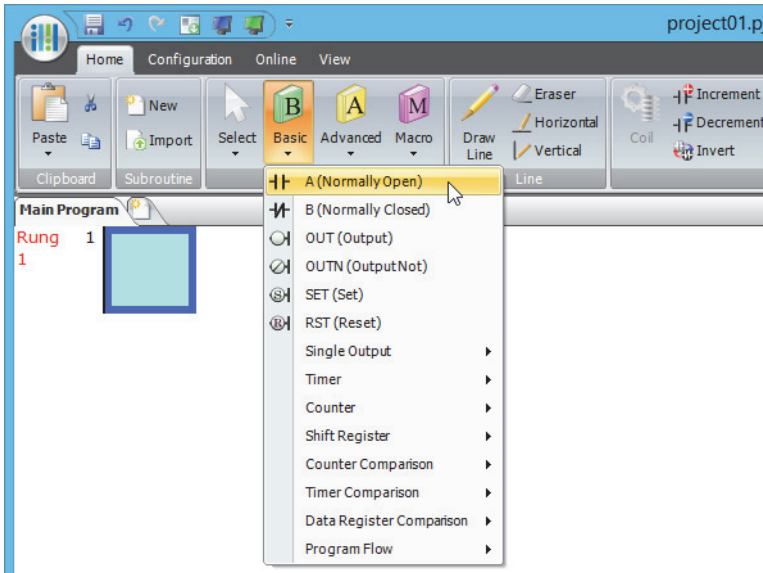 project01.pj
Home Configuration Online View
Paste
New
Import
Select
Basic
Advanced
Macro
Draw Line
Eraser
Horizontal
Vertical
Coil
Increment
Decrement
Invert
Clipboard
Subroutine
Line
B
A
M
Main Program
Rung 1
1
A (Normally Open)
B (Normally Closed)
OUT (Output)
OUTN (Output Not)
SET (Set)
RST (Reset)
Single Output
Timer
Counter
Shift Register
Counter Comparison
Timer Comparison
Data Register Comparison
Program Flow